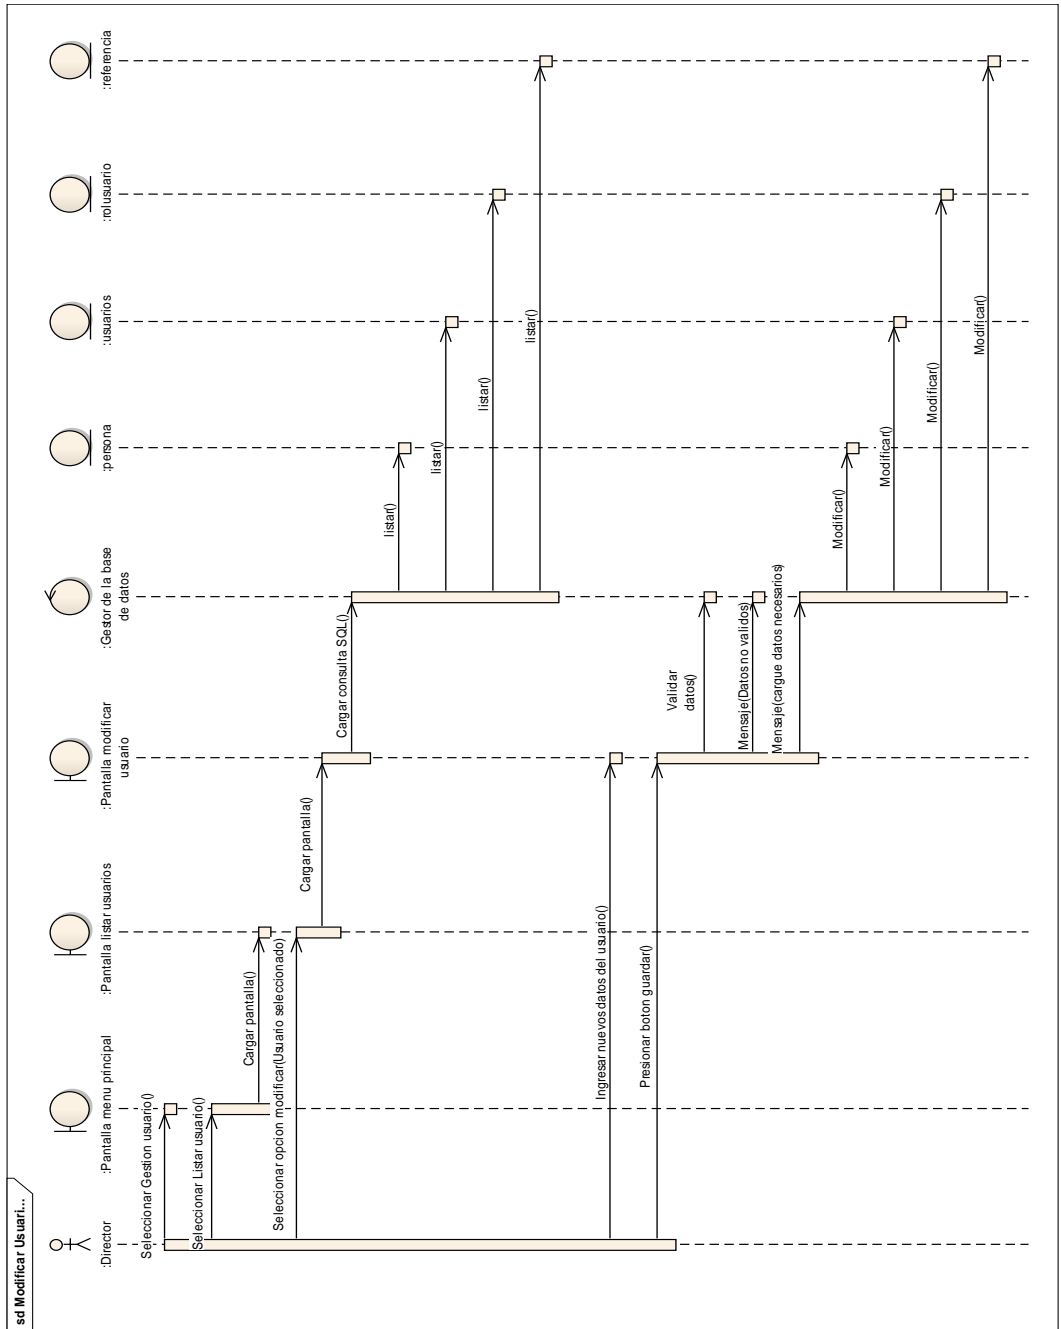 sd Modificar Usuari...
:Director
:Pantalla menu principal
:Pantalla listar usuarios
:Pantalla modificar
usuario
:Gestor de la base
de datos
:persona
:usuarios
:rolusuario
:referencia
Seleccionar Gestion usuario()
Seleccionar Listar usuario()
Cargar pantalla()
Seleccionar opcion modificar(Usuario seleccionado)
Cargar pantalla()
Cargar consulta SQL()
listar()
listar()
listar()
listar()
Ingresar nuevos datos del usuario()
Presionar boton guardar()
Validar
datos()
Mensaje(Datos no validos)
Mensaje(cargue datos necesarios)
Modificar()
Modificar()
Modificar()
Modificar()